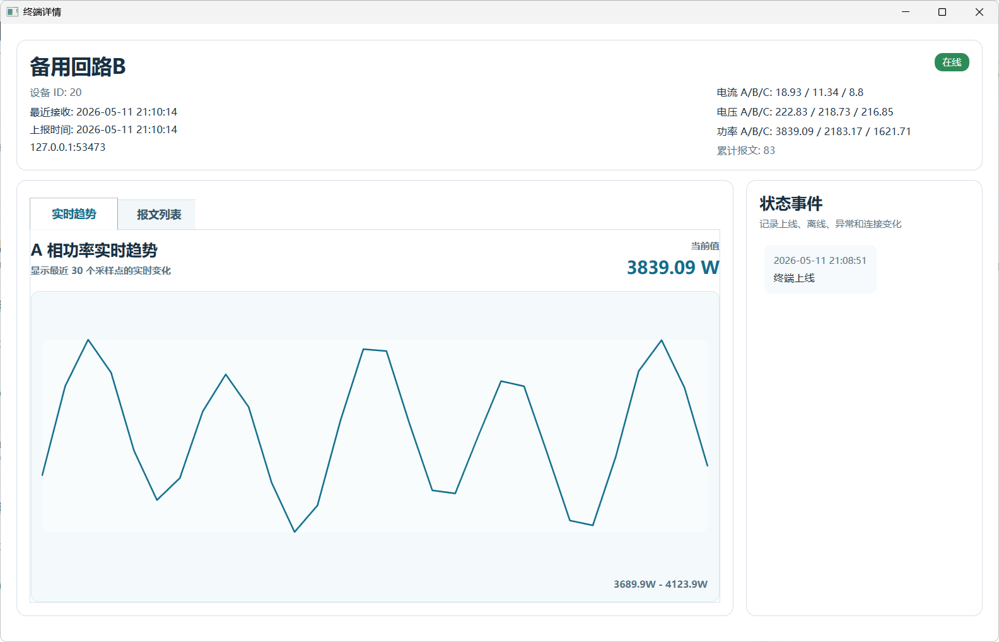 终端详情
备用回路B
在线
设备 ID: 20
最近接收: 2026-05-11 21:10:14
上报时间: 2026-05-11 21:10:14
127.0.0.1:53473
电流 A/B/C: 18.93 / 11.34 / 8.8
电压 A/B/C: 222.83 / 218.73 / 216.85
功率 A/B/C: 3839.09 / 2183.17 / 1621.71
累计报文: 83
实时趋势
报文列表
A 相功率实时趋势
显示最近 30 个采样点的实时变化
当前值
3839.09 W
3689.9W - 4123.9W
状态事件
记录上线、离线、异常和连接变化
2026-05-11 21:08:51
终端上线